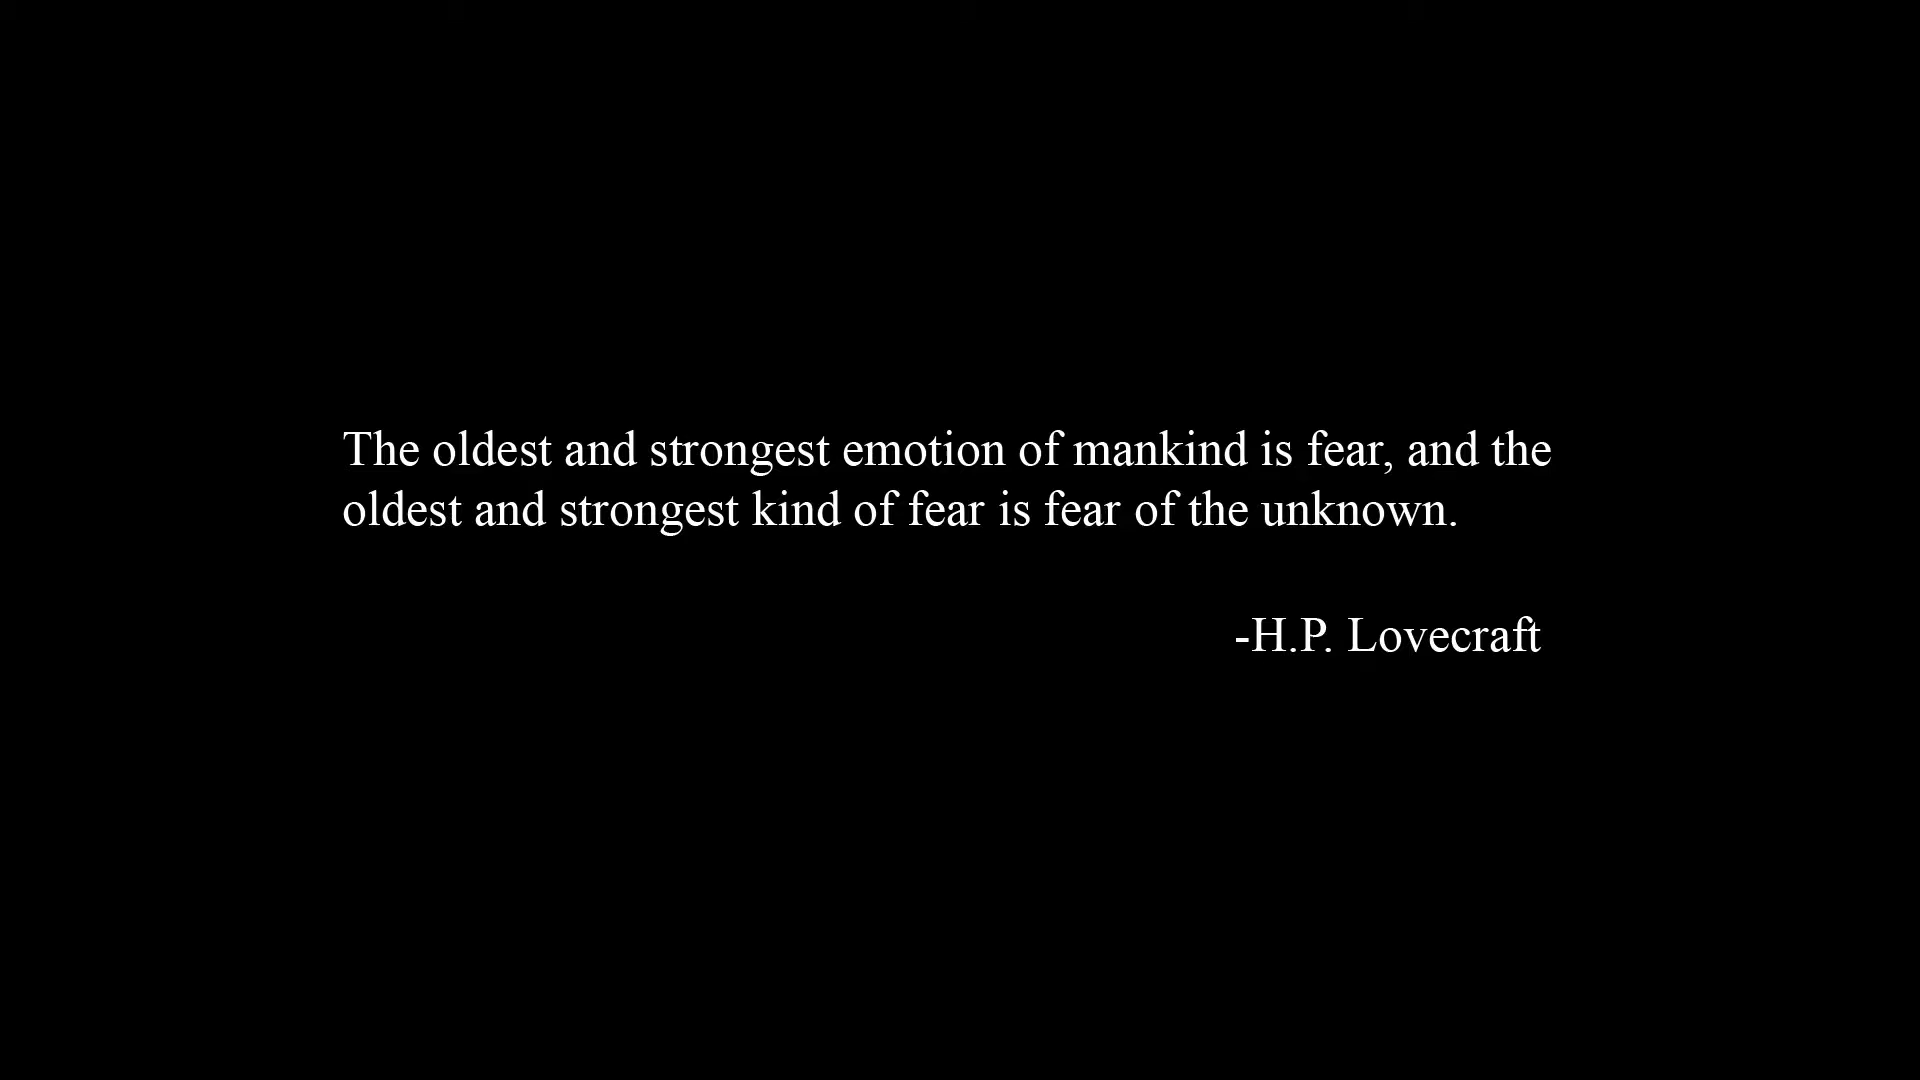 The oldest and strongest emotion of mankind is fear, and the
oldest and strongest kind of fear is fear of the unknown.
-H.P. Lovecraft